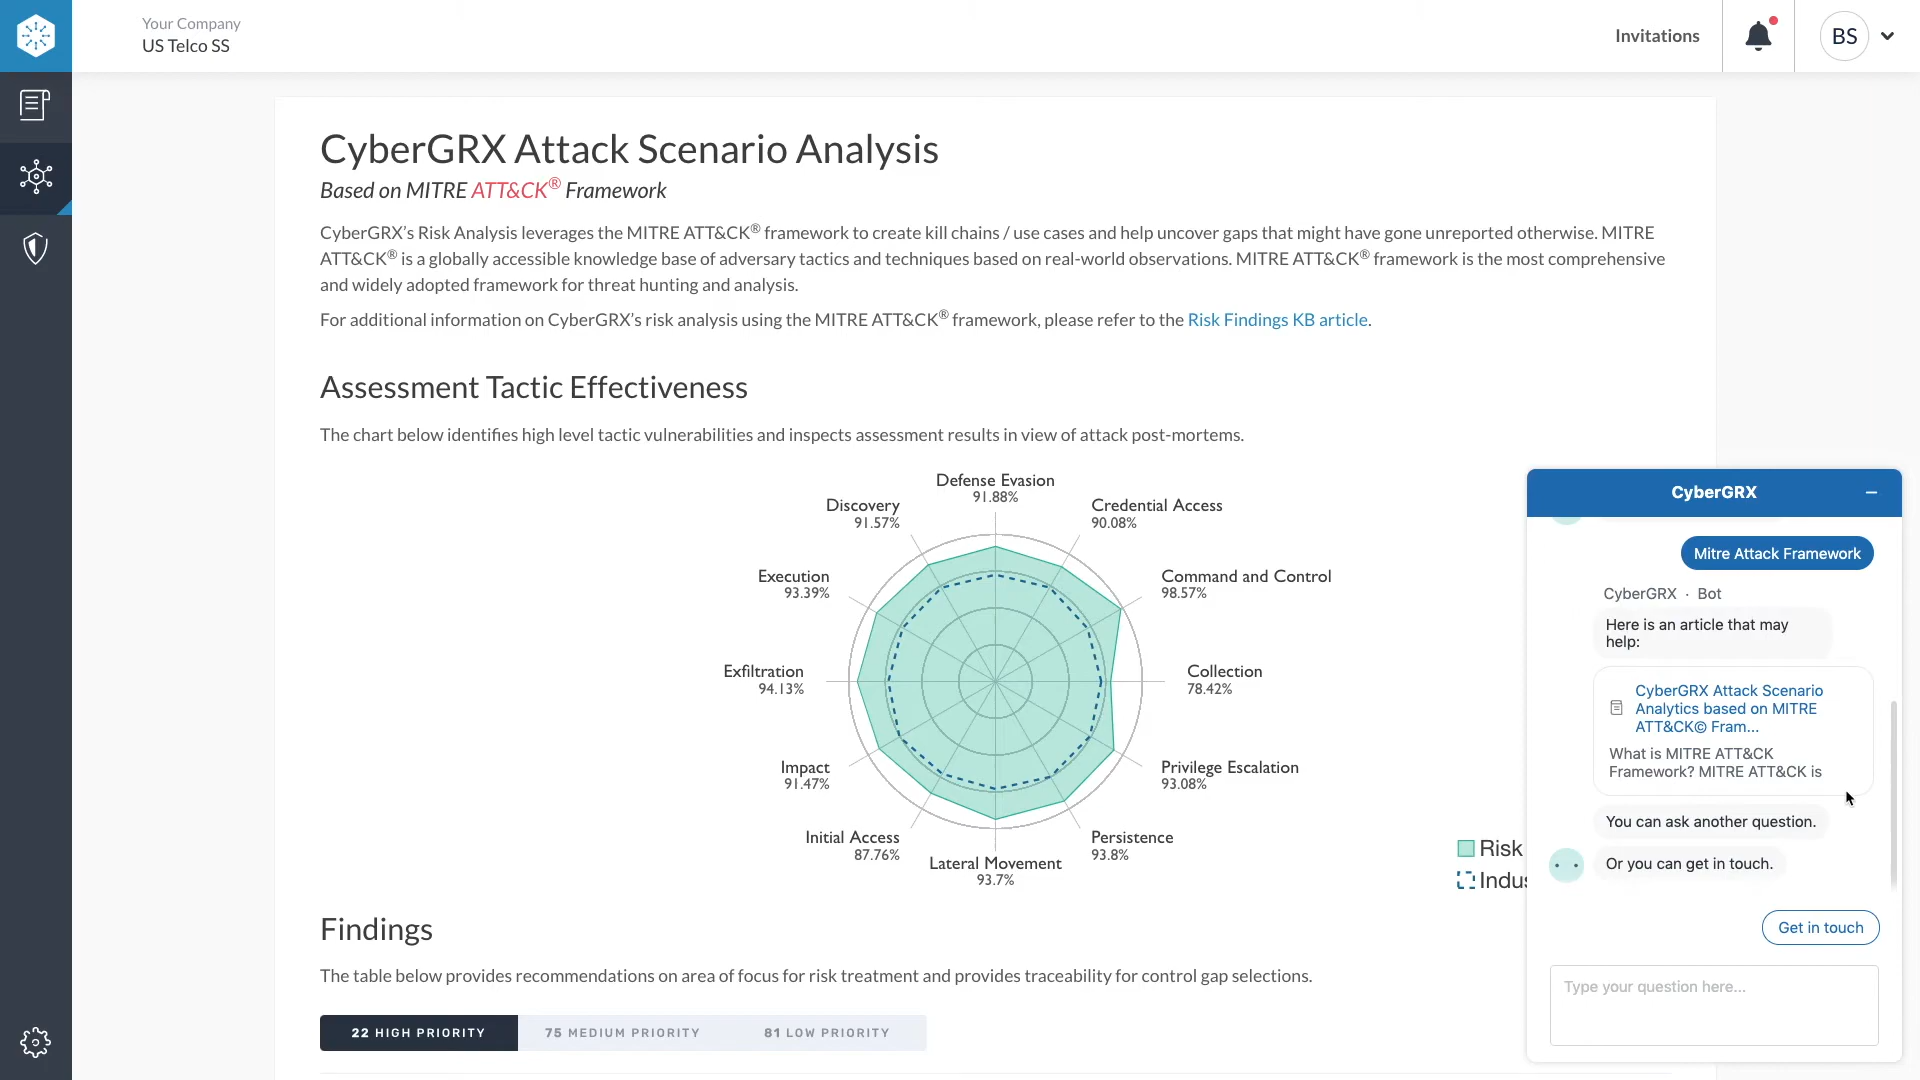 Your Company
US Telco SS
Invitations
BS
CyberGRX Attack Scenario Analysis
Based on MITRE ATT&CK® Framework
CyberGRX’s Risk Analysis leverages the MITRE ATT&CK® framework to create kill chains / use cases and help uncover gaps that might have gone unreported otherwise. MITRE
ATT&CK® is a globally accessible knowledge base of adversary tactics and techniques based on real-world observations. MITRE ATT&CK® framework is the most comprehensive
and widely adopted framework for threat hunting and analysis.
For additional information on CyberGRX’s risk analysis using the MITRE ATT&CK® framework, please refer to the Risk Findings KB article.
Assessment Tactic Effectiveness
The chart below identifies high level tactic vulnerabilities and inspects assessment results in view of attack post-mortems.
Defense Evasion
91.88%
Credential Access
90.08%
Command and Control
98.57%
Collection
78.42%
Privilege Escalation
93.08%
Persistence
93.8%
Lateral Movement
93.7%
Initial Access
87.76%
Impact
91.47%
Exfiltration
94.13%
Execution
93.39%
Discovery
91.57%
Risk
Indus
Findings
The table below provides recommendations on area of focus for risk treatment and provides traceability for control gap selections.
22 HIGH PRIORITY
75 MEDIUM PRIORITY
81 LOW PRIORITY
CyberGRX
Mitre Attack Framework
CyberGRX · Bot
Here is an article that may
help:
CyberGRX Attack Scenario
Analytics based on MITRE
ATT&CK© Fram...
What is MITRE ATT&CK
Framework? MITRE ATT&CK is
You can ask another question.
Or you can get in touch.
Get in touch
Type your question here...